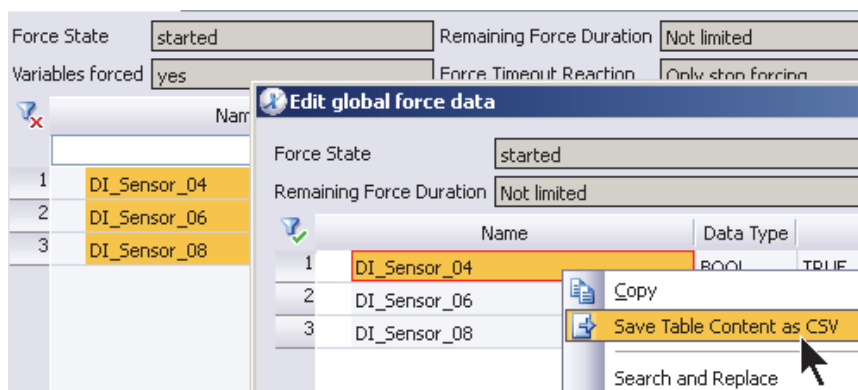 Force State started Remaining Force Duration Not limited
Variables forced yes Force Timeout Reaction Only stop forcing
Edit global force data
Force State started
Remaining Force Duration Not limited
1 DI_Sensor_04
2 DI_Sensor_06
3 DI_Sensor_08
Name Data Type
1 DI_Sensor_04 BOOL TRUE
2 DI_Sensor_06
3 DI_Sensor_08
Copy
Save Table Content as CSV
Search and Replace